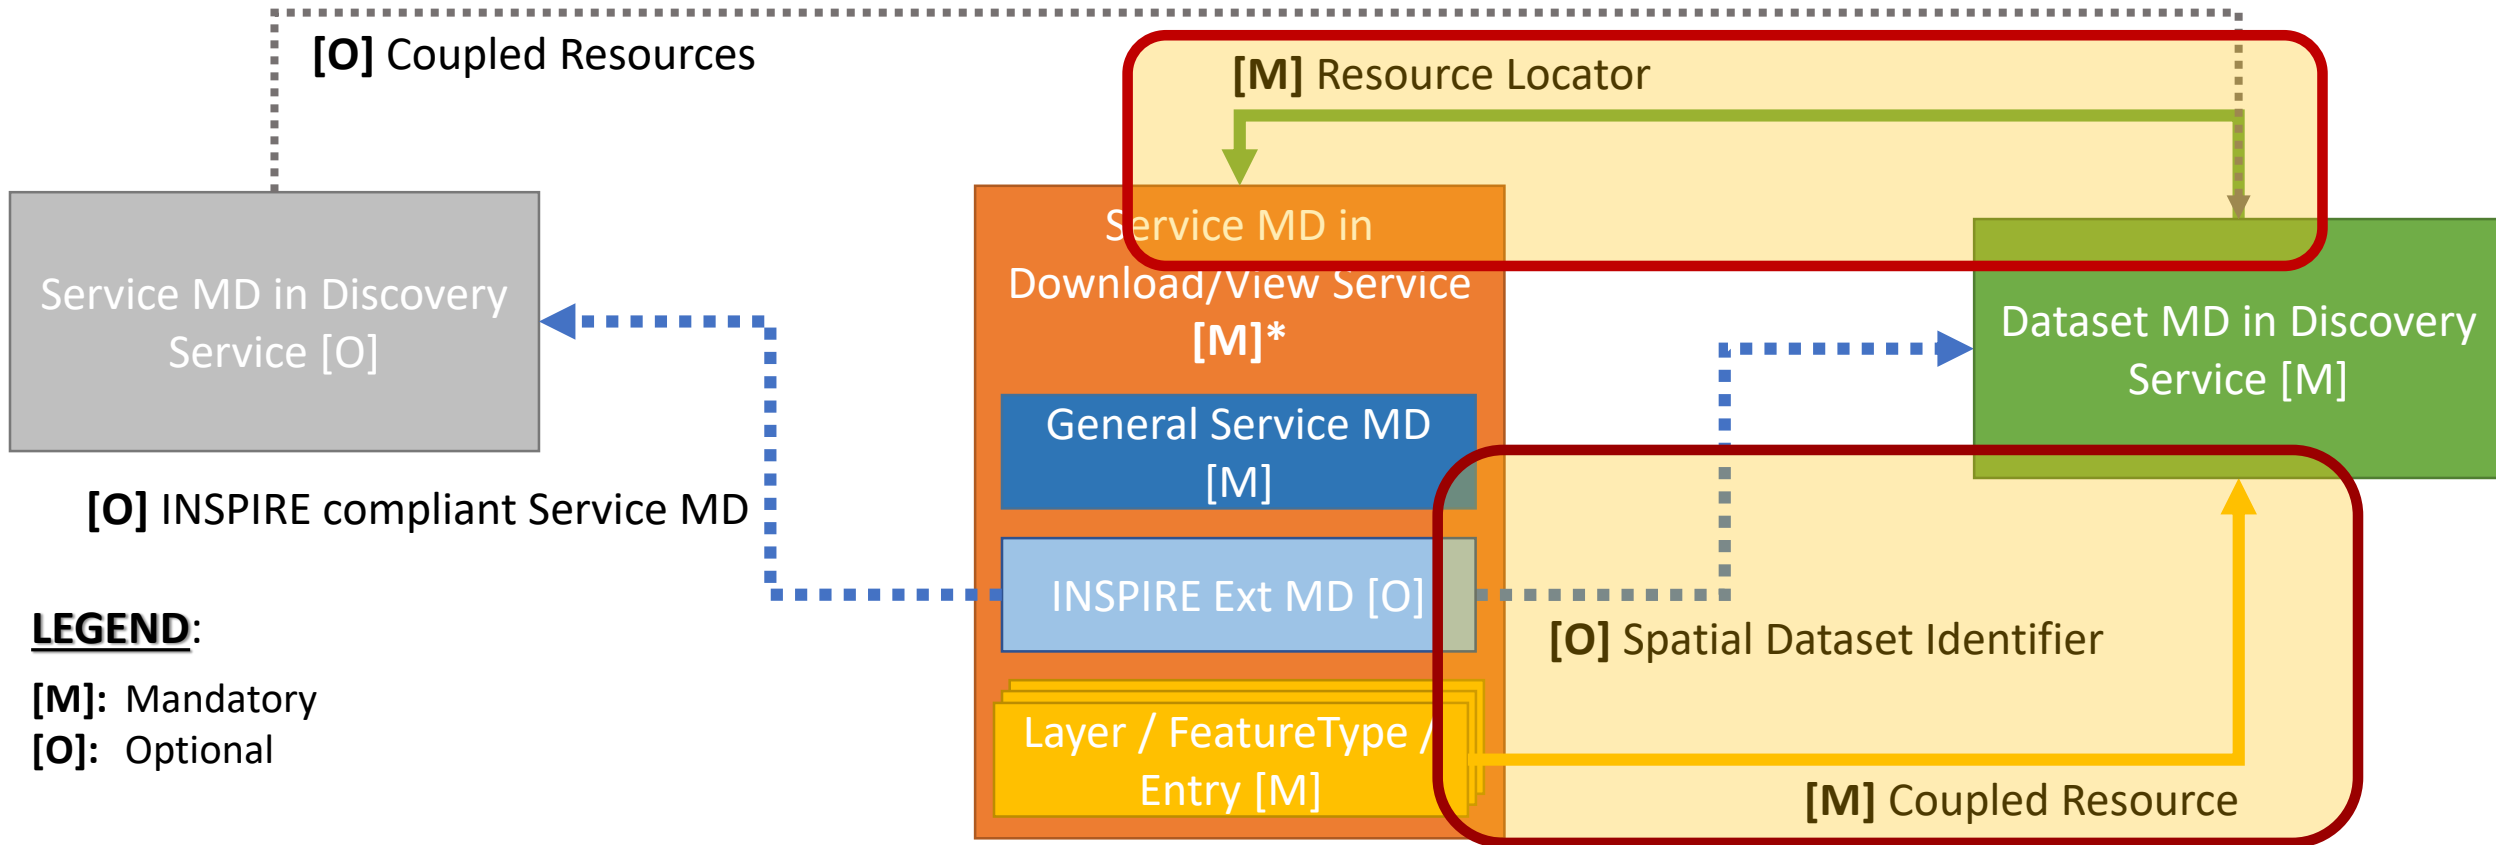 [O] Coupled Resources
[M] Resource Locator
Service MD in Discovery
Service [O]
Service MD in
Download/View Service
[M]*
General Service MD
[M]
INSPIRE Ext MD [O]
Layer / FeatureType /
Entry [M]
Dataset MD in Discovery
Service [M]
[O] INSPIRE compliant Service MD
[O] Spatial Dataset Identifier
[M] Coupled Resource
LEGEND:
[M]: Mandatory
[O]: Optional